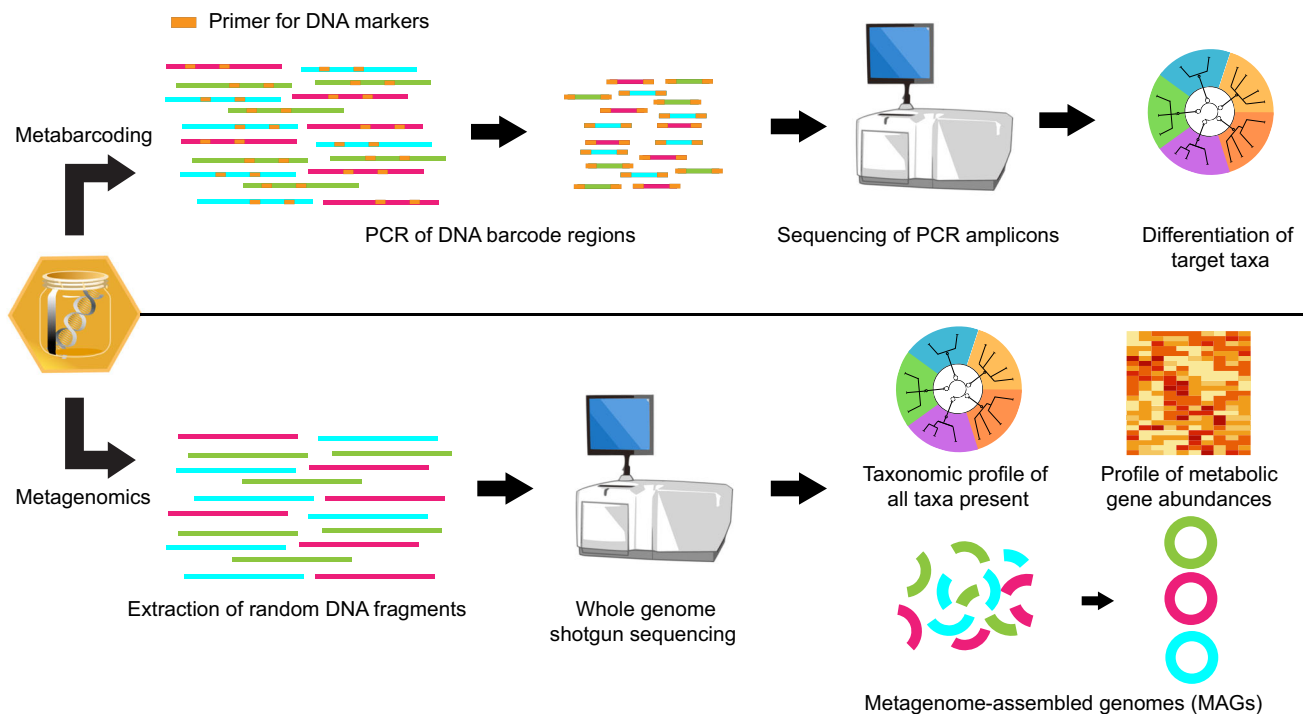 Primer for DNA markers
Metabarcoding
PCR of DNA barcode regions
Sequencing of PCR amplicons
Differentiation of
target taxa
Metagenomics
Extraction of random DNA fragments
Whole genome
shotgun sequencing
Taxonomic profile of
all taxa present
Profile of metabolic
gene abundances
Metagenome-assembled genomes (MAGs)